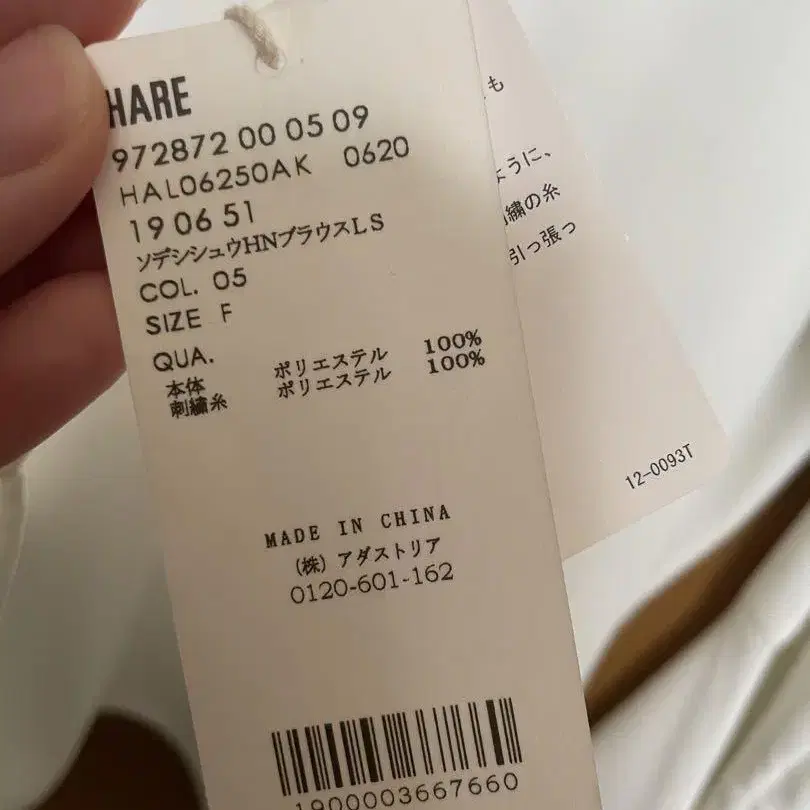 HARE
972872 00 05 09
HAL06250AK 0620
19 06 51
ソデシシュウHNブラウスLS
COL. 05
SIZE F
QUA.
本体 ポリエステル 100%
刺繍糸 ポリエステル 100%
MADE IN CHINA
(株) アダストリア
0120-601-162
1900003667660
も
ように、
繍の糸
引っ張っ
12-0093T